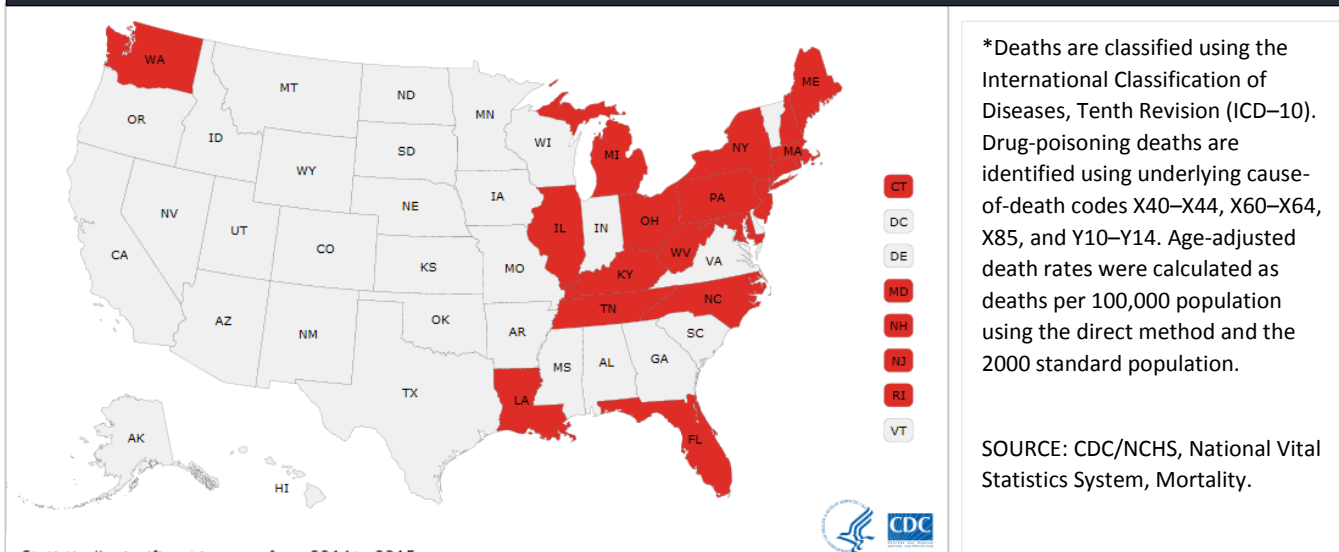 WA
MT
ND
MN
ME
OR
ID
SD
WI
MI
NY
MA
WY
CT
IA
PA
NE
NV
IL
IN
OH
DC
UT
CO
WV
VA
DE
CA
KS
MO
KY
MD
NC
TN
NH
AZ
OK
NM
AR
SC
NJ
MS
AL
GA
RI
TX
LA
VT
AK
FL
HI
CDC
*Deaths are classified using the
International Classification of
Diseases, Tenth Revision (ICD–10).
Drug-poisoning deaths are
identified using underlying cause-
of-death codes X40–X44, X60–X64,
X85, and Y10–Y14. Age-adjusted
death rates were calculated as
deaths per 100,000 population
using the direct method and the
2000 standard population.
SOURCE: CDC/NCHS, National Vital
Statistics System, Mortality.